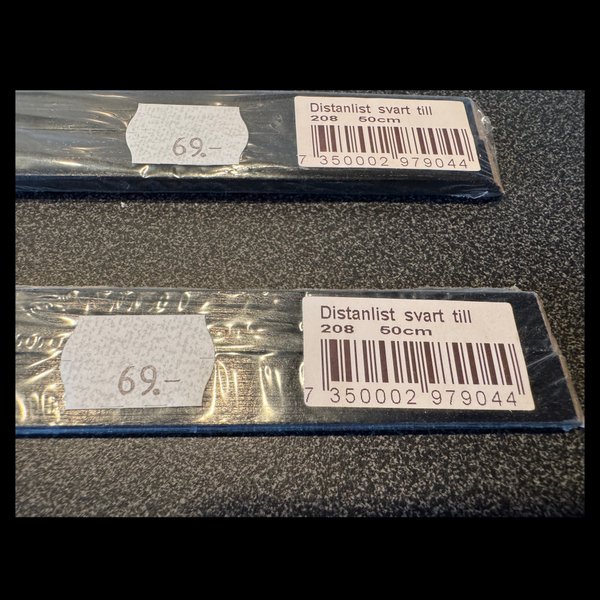 Distanlist svart till
208 50cm
69.-
7 350002 979044
Distanlist svart till
208 50cm
69.-
7 350002 979044